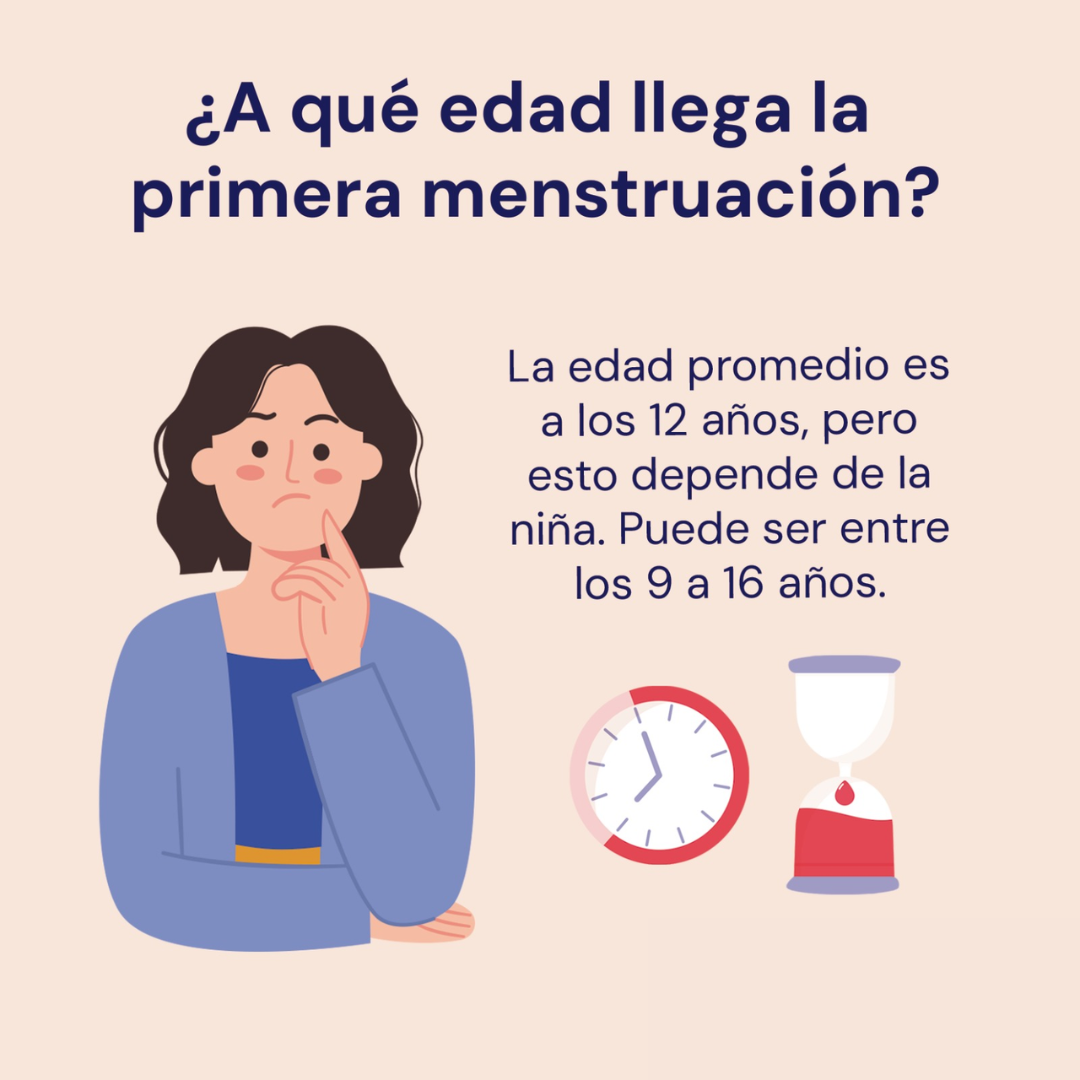 ¿A qué edad llega la
primera menstruación?
La edad promedio es
a los 12 años, pero
esto depende de la
niña. Puede ser entre
los 9 a 16 años.